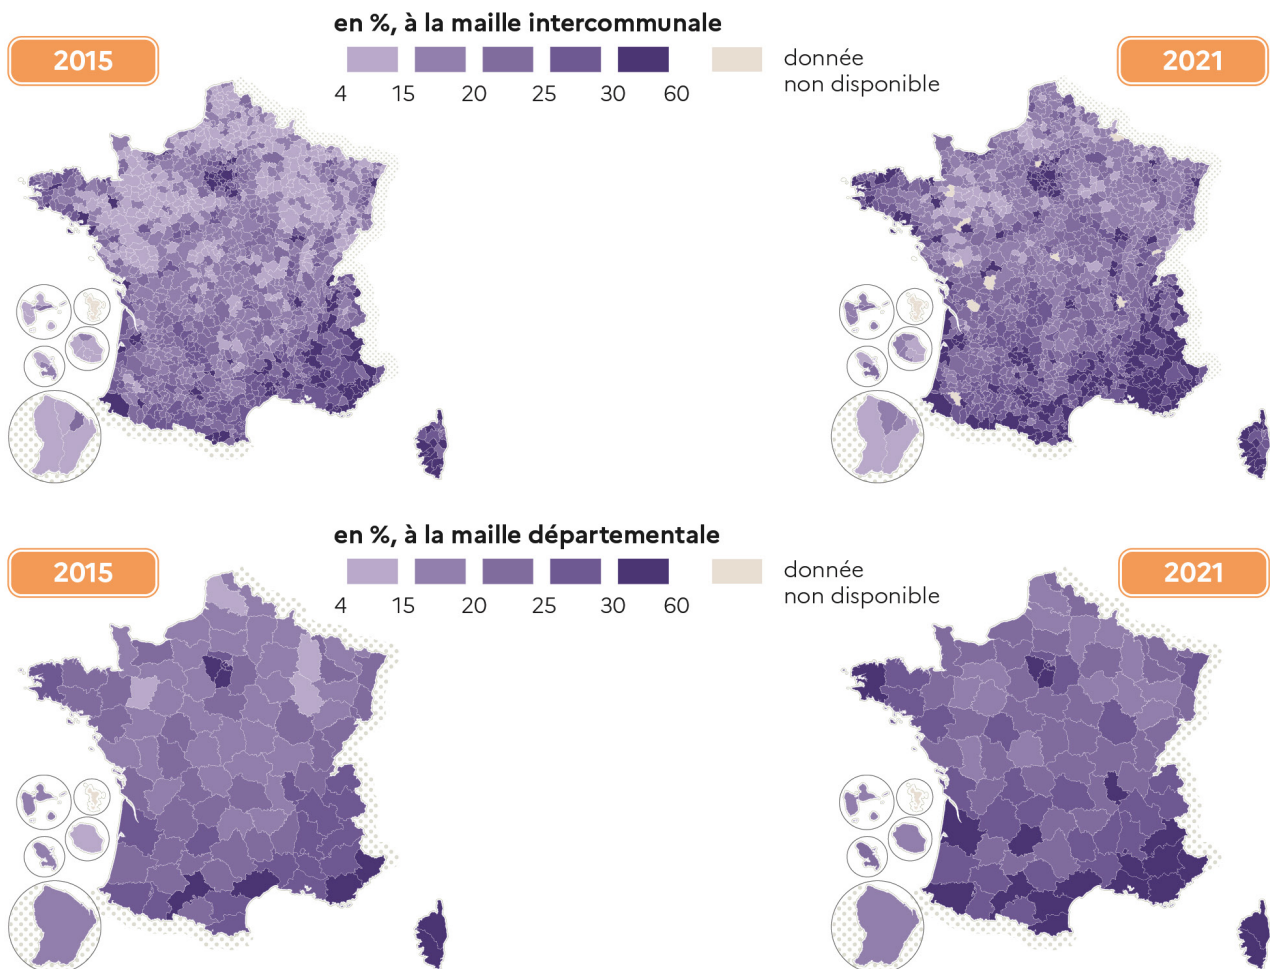 en %, à la maille intercommunale
2015
2021
donnée
non disponible
4 15 20 25 30 60
en %, à la maille départementale
2015
2021
donnée
non disponible
4 15 20 25 30 60